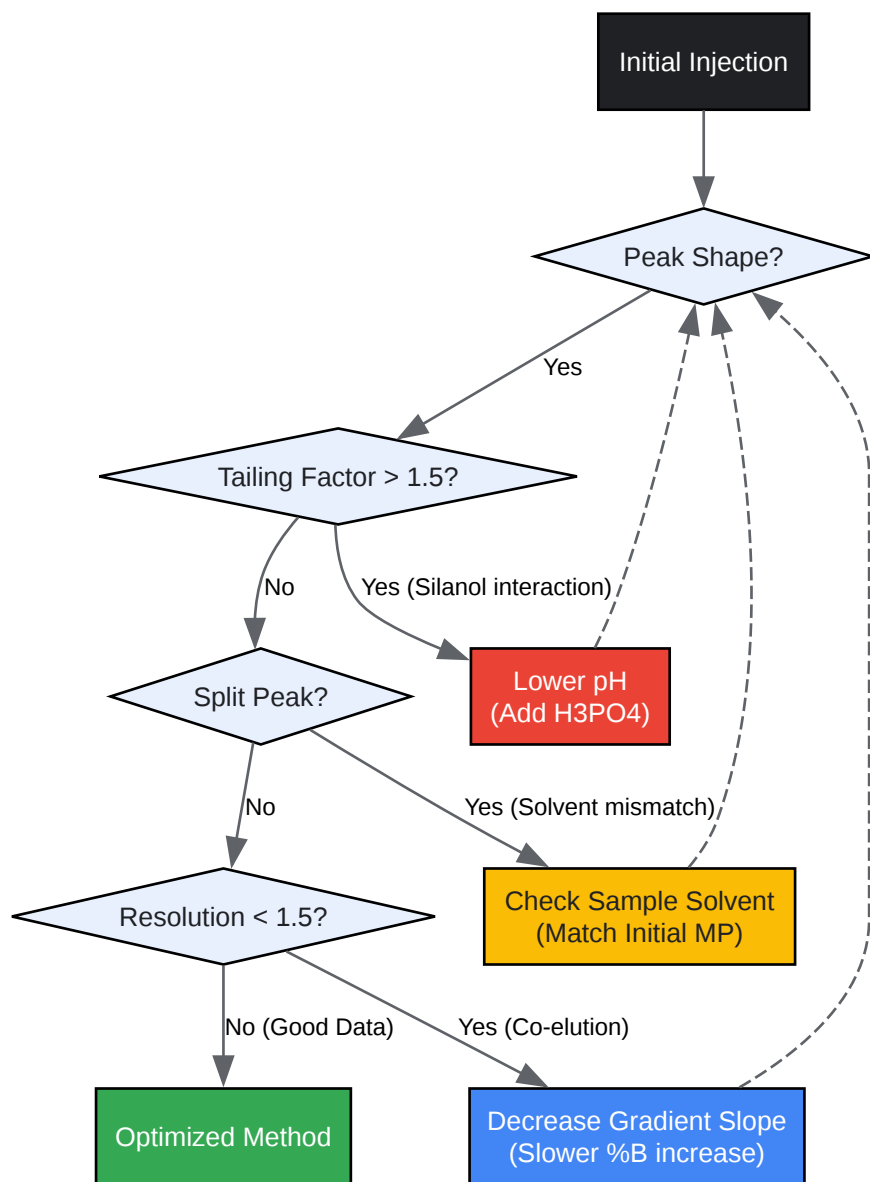 Initial Injection
Peak Shape?
Yes
Tailing Factor > 1.5?
No
Yes (Silanol interaction)
Split Peak?
Lower pH
(Add H3PO4)
No
Yes (Solvent mismatch)
Resolution < 1.5?
Check Sample Solvent
(Match Initial MP)
No (Good Data)
Yes (Co-elution)
Optimized Method
Decrease Gradient Slope
(Slower %B increase)